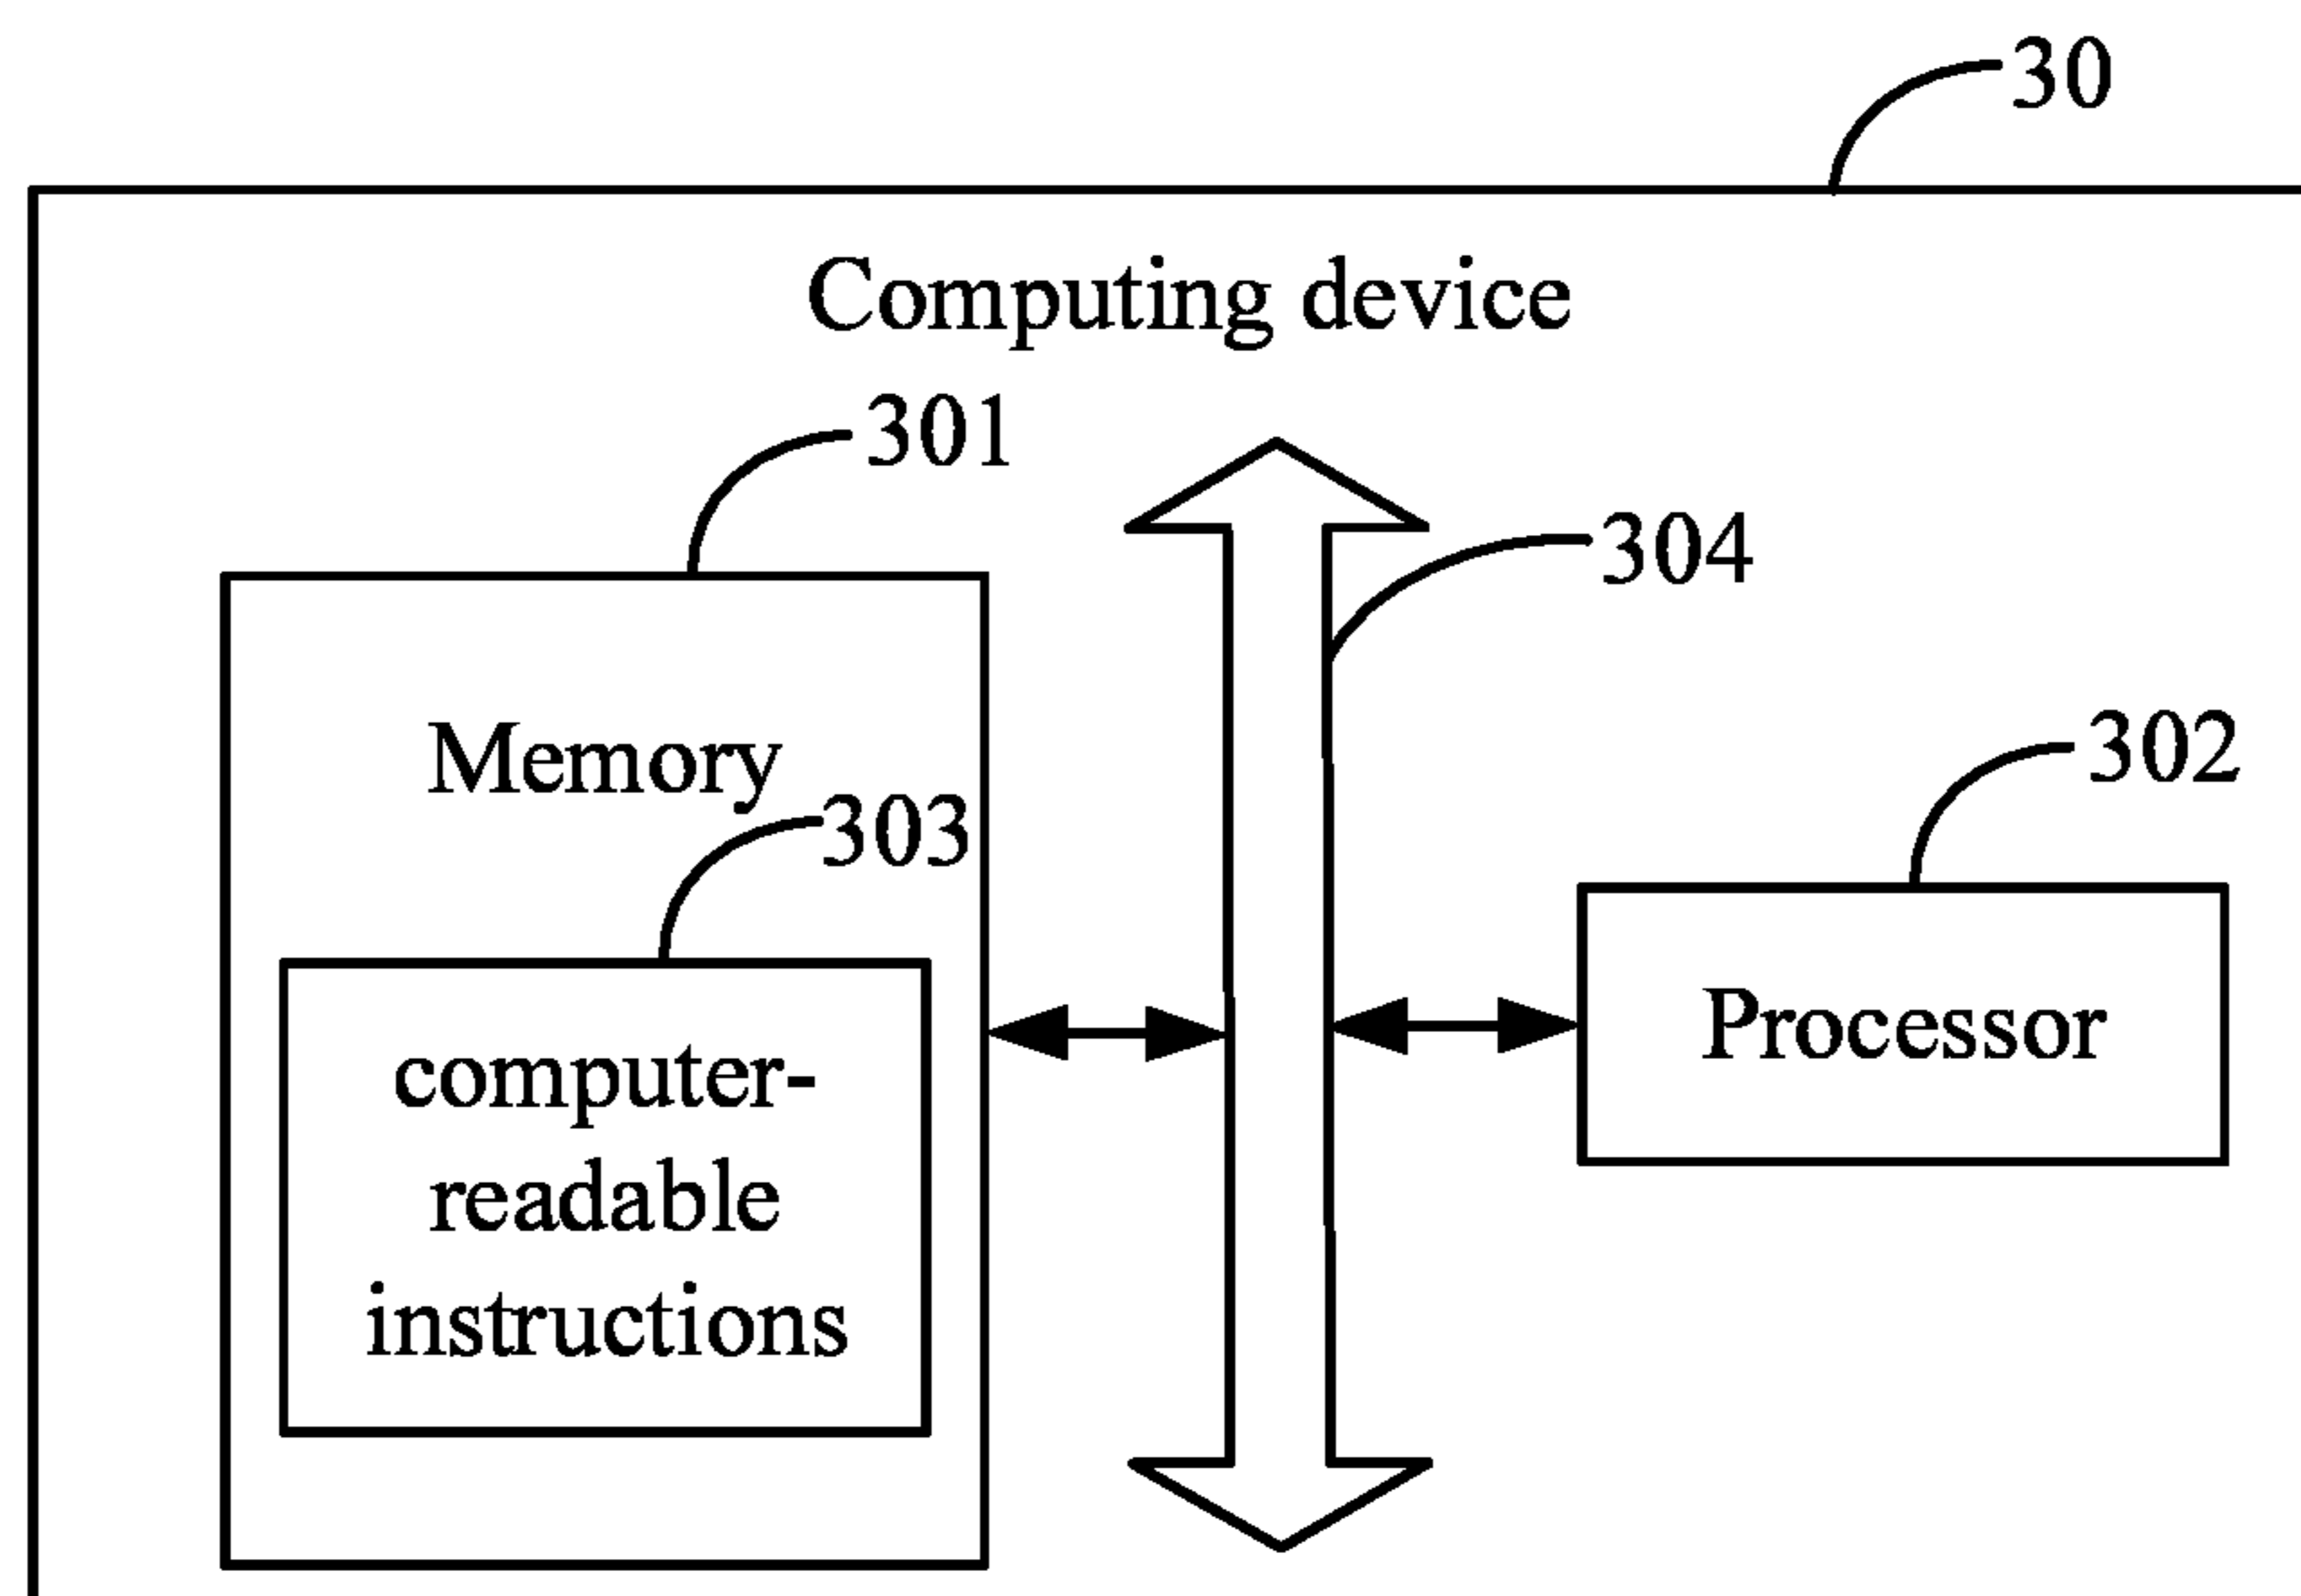 30
Computing device
301
304
Memory
302
303
Processor
computer-
readable
instructions